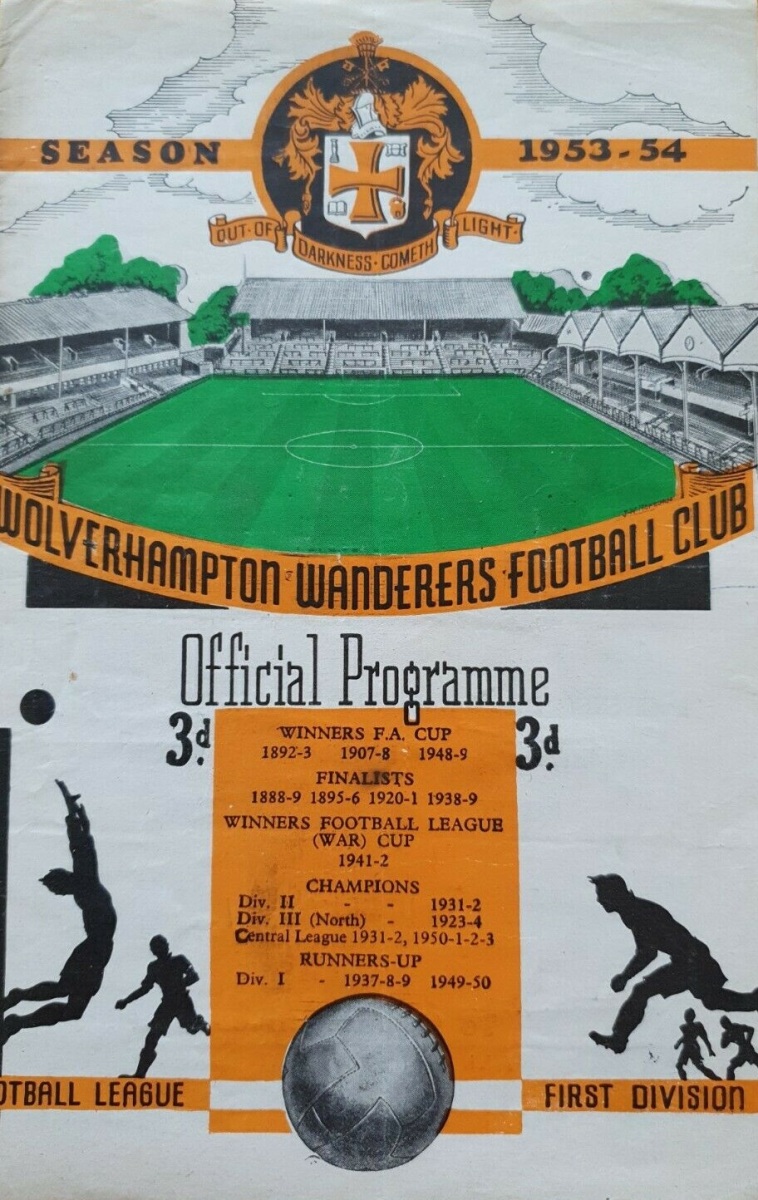 SEASON 1953-54
OUT·OF DARKNESS·COMETH LIGHT·
WOLVERHAMPTON WANDERERS FOOTBALL CLUB
Official Programme
3d. 3d.
WINNERS F.A. CUP
1892-3 1907-8 1948-9
FINALISTS
1888-9 1895-6 1920-1 1938-9
WINNERS FOOTBALL LEAGUE
(WAR) CUP
1941-2
CHAMPIONS
Div. II - - 1931-2
Div. III (North) - 1923-4
Central League 1931-2, 1950-1-2-3
RUNNERS-UP
Div. I - 1937-8-9 1949-50
OTBALL LEAGUE
FIRST DIVISION